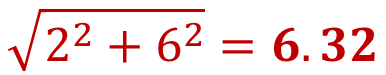 √(2² + 6²) = 6.32